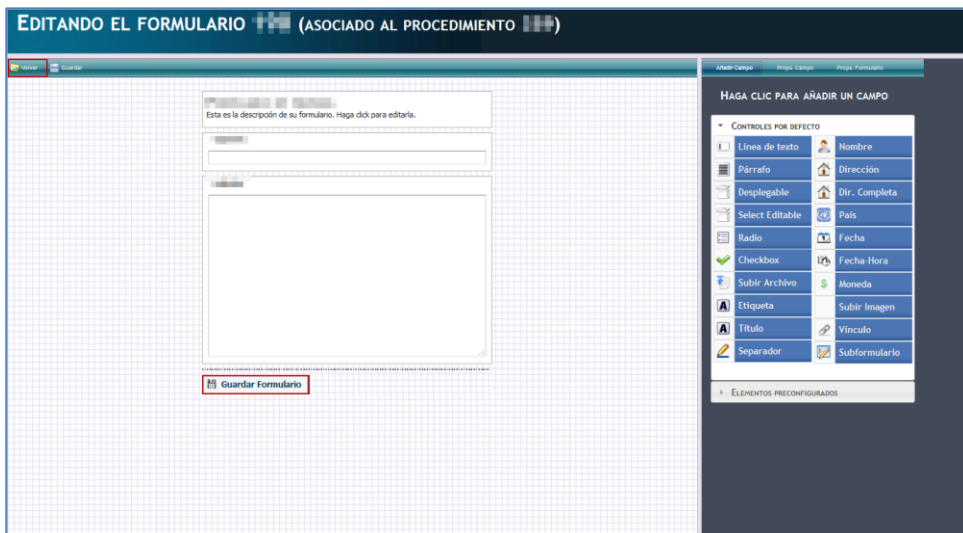 EDITANDO EL FORMULARIO (ASOCIADO AL PROCEDIMIENTO )
Volver Guardar
Añadir Campo Props. Campo Props. Formulario
HAGA CLIC PARA AÑADIR UN CAMPO
Esta es la descripción de su formulario. Haga click para editarla.
Guardar Formulario
CONTROLES POR DEFECTO
Línea de texto Nombre
Párrafo Dirección
Desplegable Dir. Completa
Select Editable País
Radio Fecha
Checkbox Fecha-Hora
Subir Archivo Moneda
Etiqueta Subir Imagen
Título Vínculo
Separador Subformulario
ELEMENTOS PRECONFIGURADOS